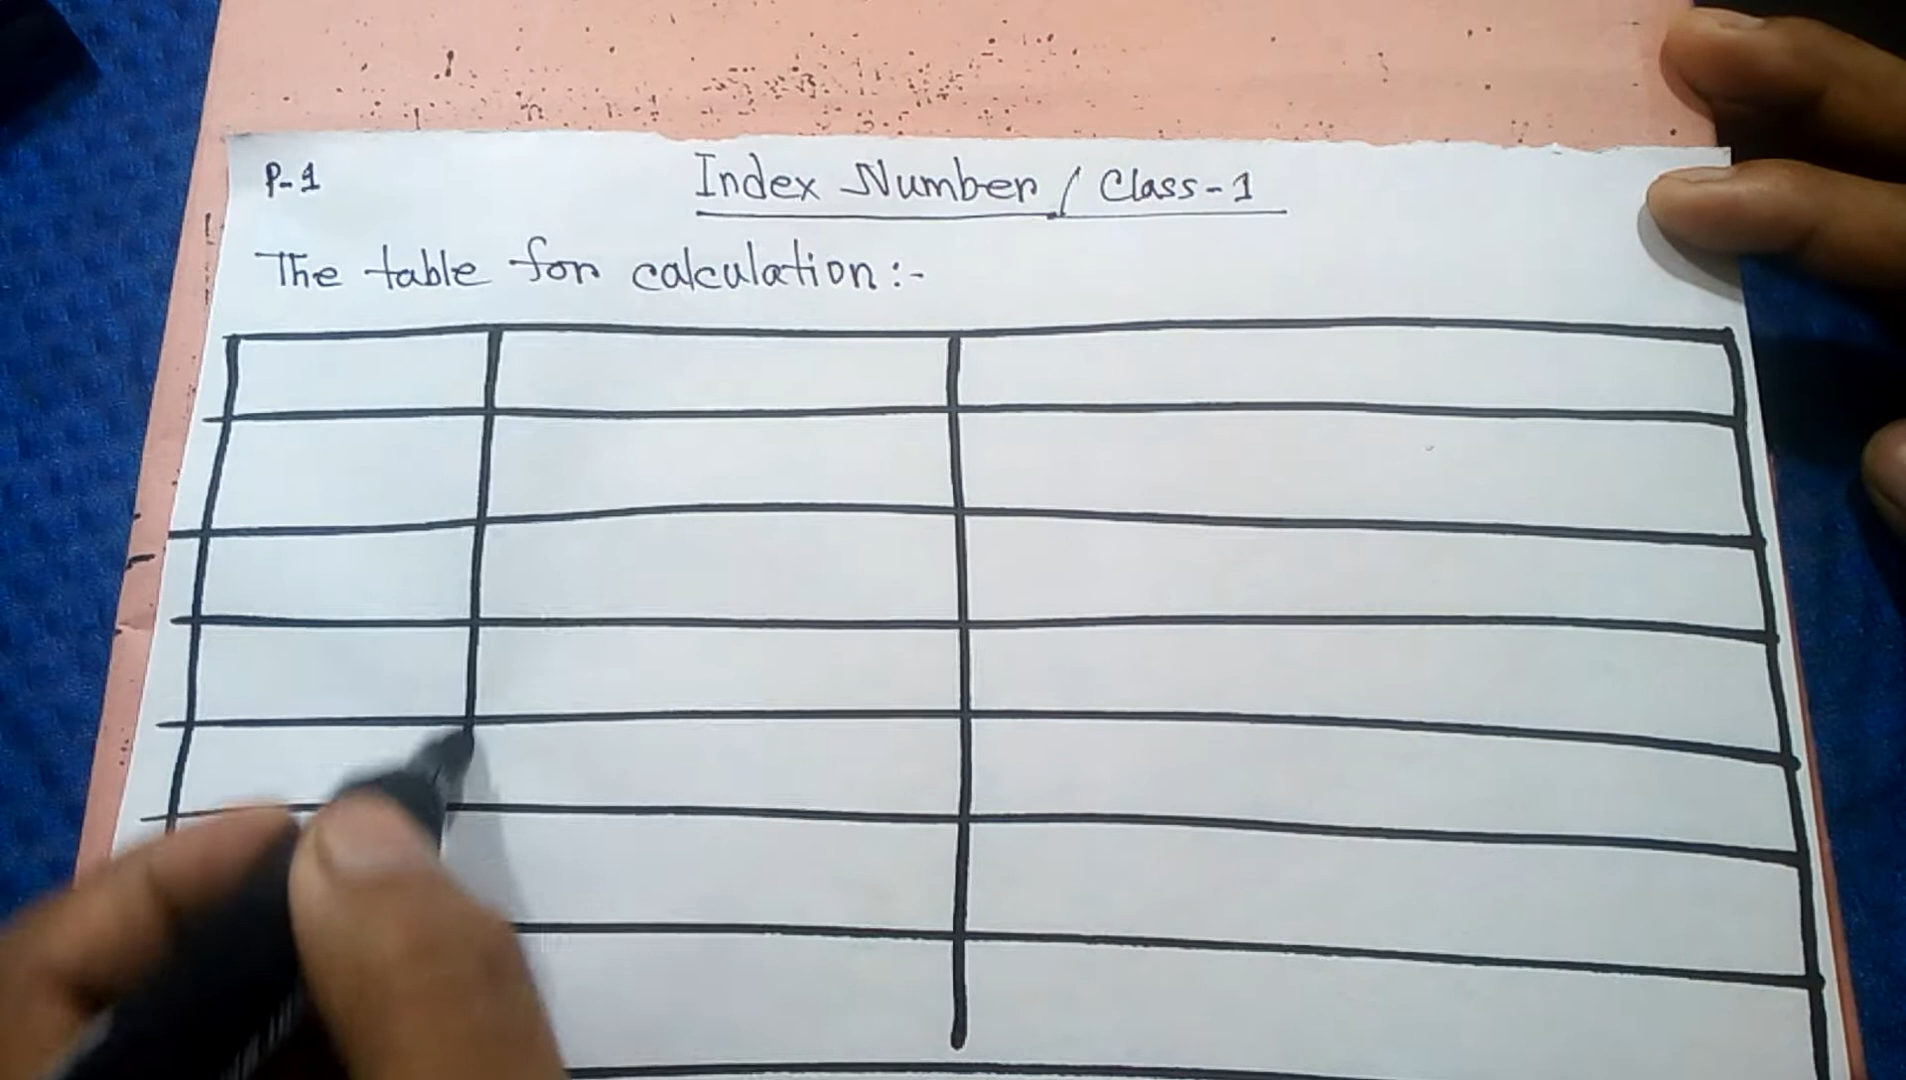 P-1
Index Number / Class-1
The table for calculation:-